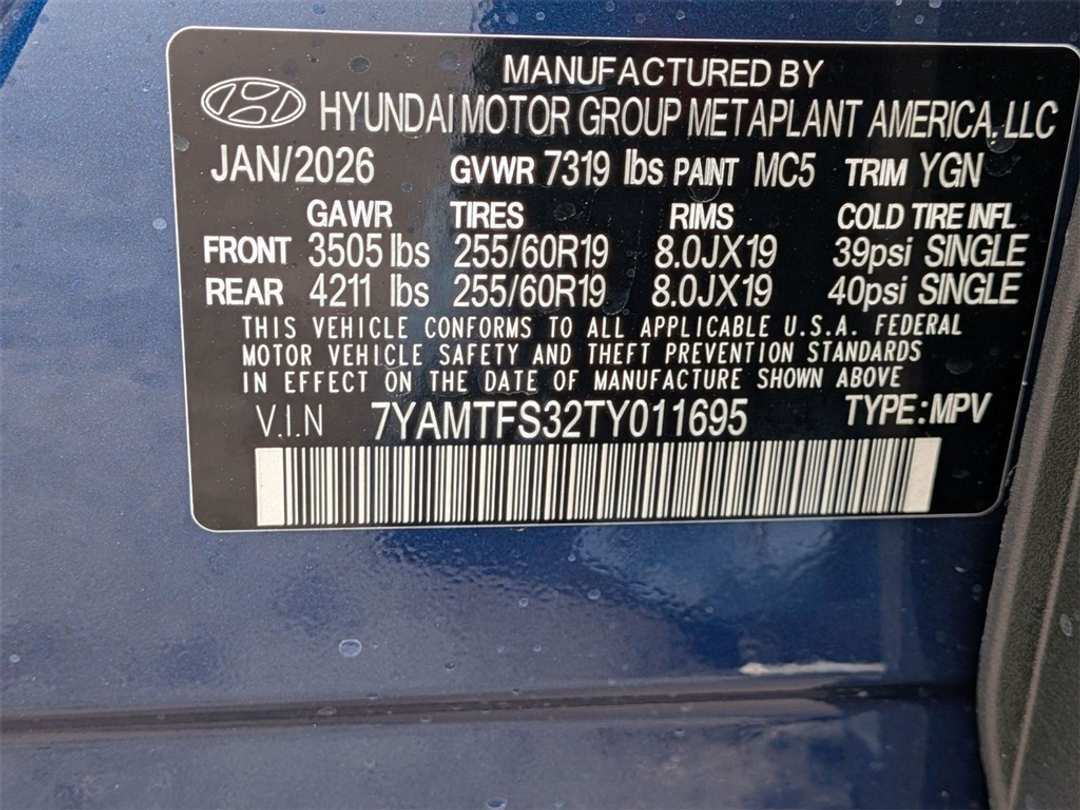 MANUFACTURED BY
HYUNDAI MOTOR GROUP METAPLANT AMERICA, LLC
JAN/2026 GVWR 7319 lbs PAINT MC5 TRIM YGN
GAWR TIRES RIMS COLD TIRE INFL
FRONT 3505 lbs 255/60R19 8.0JX19 39psi SINGLE
REAR 4211 lbs 255/60R19 8.0JX19 40psi SINGLE
THIS VEHICLE CONFORMS TO ALL APPLICABLE U.S.A. FEDERAL
MOTOR VEHICLE SAFETY AND THEFT PREVENTION STANDARDS
IN EFFECT ON THE DATE OF MANUFACTURE SHOWN ABOVE
V.I.N 7YAMTFS32TY011695 TYPE:MPV